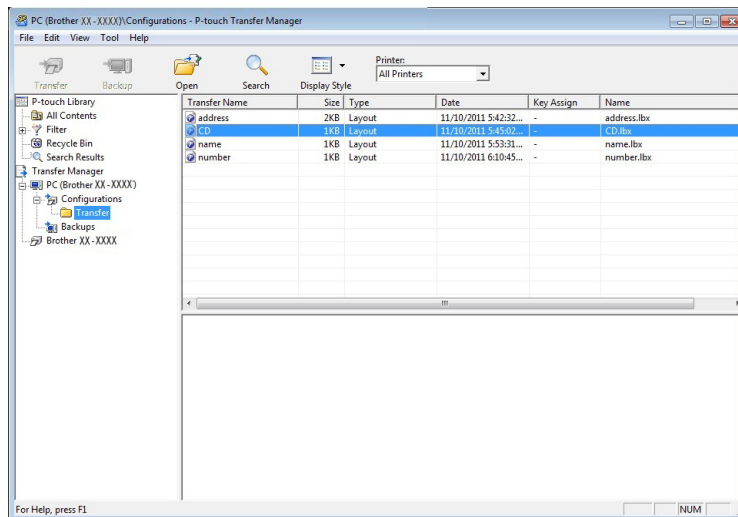 PC (Brother XX-XXXX)\Configurations - P-touch Transfer Manager
File Edit View Tool Help
Transfer Backup Open Search Display Style
Printer:
All Printers
P-touch Library
All Contents
Filter
Recycle Bin
Search Results
Transfer Manager
PC (Brother XX-XXXX)
Configurations
Transfer
Backups
Brother XX-XXXX
Transfer Name Size Type Date Key Assign Name
address 2KB Layout 11/10/2011 5:42:32... - address.lbx
CD 1KB Layout 11/10/2011 5:45:02... - CD.lbx
name 1KB Layout 11/10/2011 5:53:31... - name.lbx
number 1KB Layout 11/10/2011 6:10:45... - number.lbx
For Help, press F1
NUM